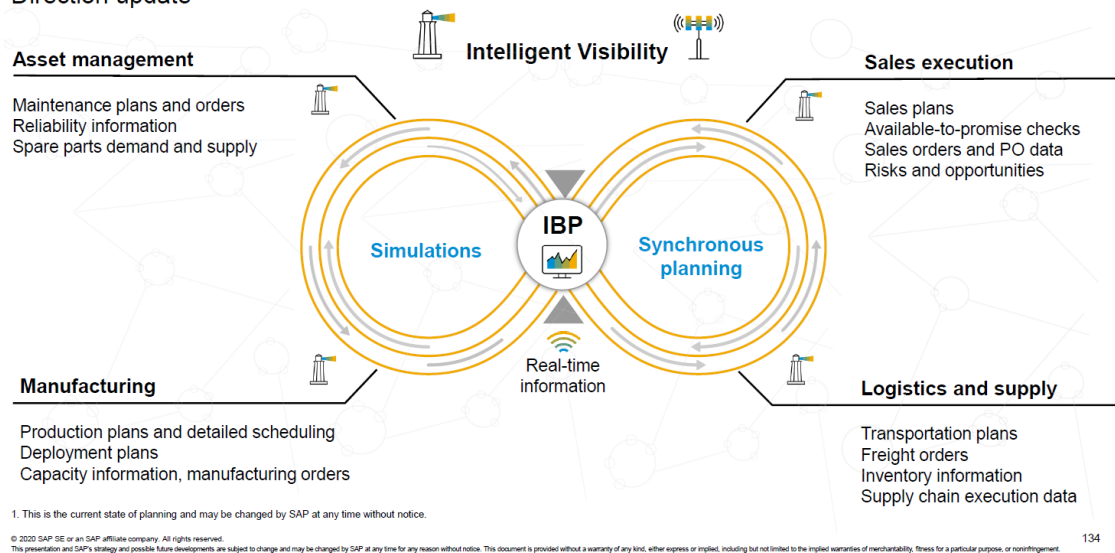 Direction update
Intelligent Visibility
Asset management
Maintenance plans and orders
Reliability information
Spare parts demand and supply
Sales execution
Sales plans
Available-to-promise checks
Sales orders and PO data
Risks and opportunities
Simulations
IBP
Synchronous
planning
Real-time
information
Manufacturing
Production plans and detailed scheduling
Deployment plans
Capacity information, manufacturing orders
Logistics and supply
Transportation plans
Freight orders
Inventory information
Supply chain execution data
1. This is the current state of planning and may be changed by SAP at any time without notice.
© 2020 SAP SE or an SAP affiliate company. All rights reserved.
134
This presentation and SAP's strategy and possible future developments are subject to change and may be changed by SAP at any time for any reason without notice. This document is provided without a warranty of any kind, either express or implied, including but not limited to the implied warranties of merchantability, fitness for a particular purpose, or noninfringement.